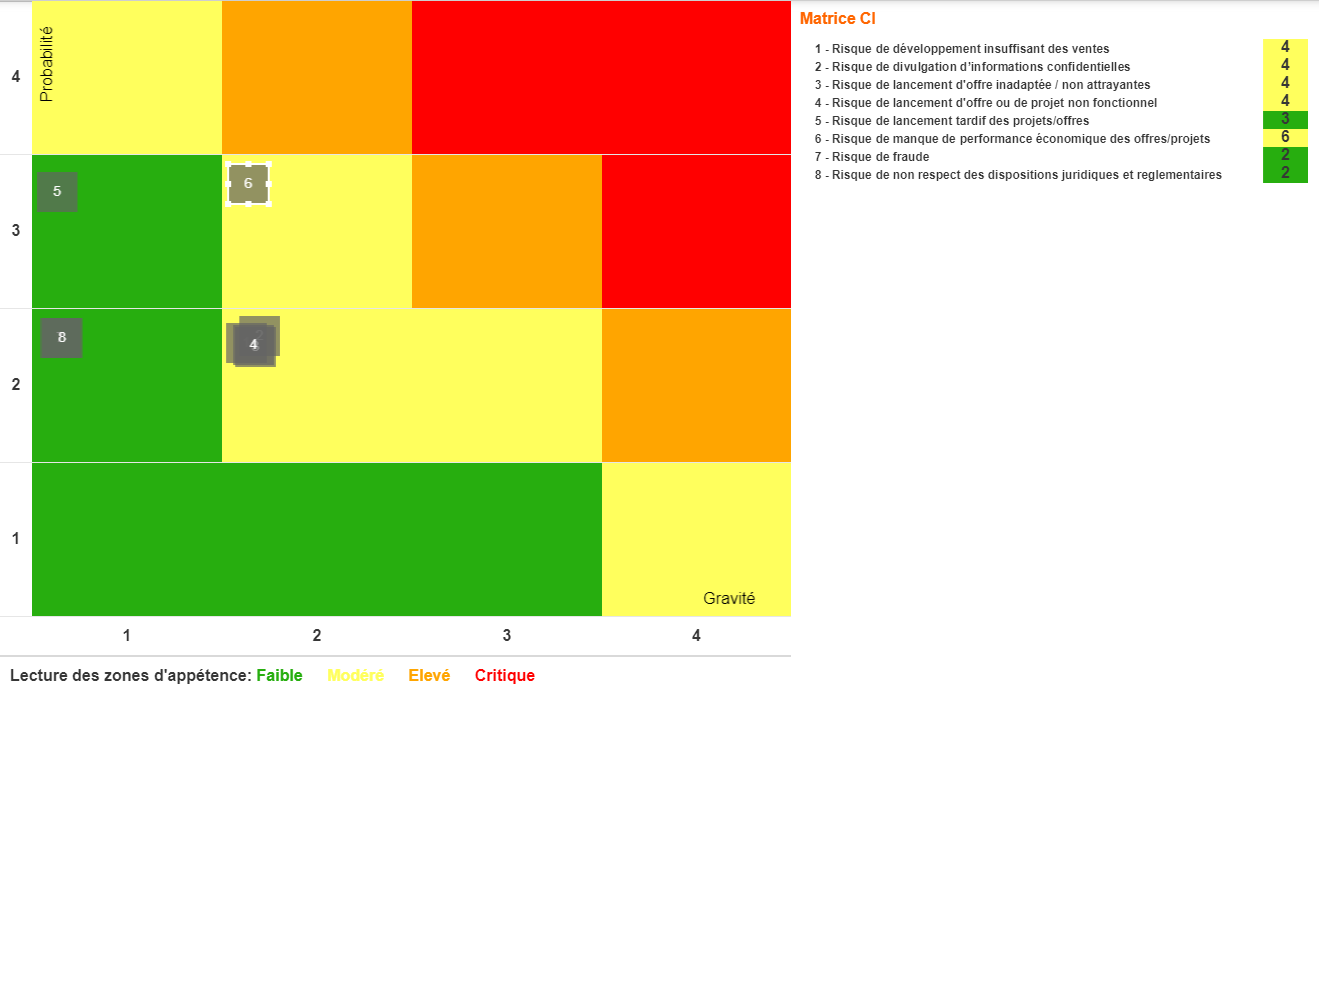 Probabilité
4
3
5
6
2
8
4
1
Gravité
1 2 3 4
Lecture des zones d'appétence: Faible Modéré Elevé Critique
Matrice CI
1 - Risque de développement insuffisant des ventes 4
2 - Risque de divulgation d'informations confidentielles 4
3 - Risque de lancement d'offre inadaptée / non attrayantes 4
4 - Risque de lancement d'offre ou de projet non fonctionnel 4
5 - Risque de lancement tardif des projets/offres 3
6 - Risque de manque de performance économique des offres/projets 6
7 - Risque de fraude 2
8 - Risque de non respect des dispositions juridiques et reglementaires 2